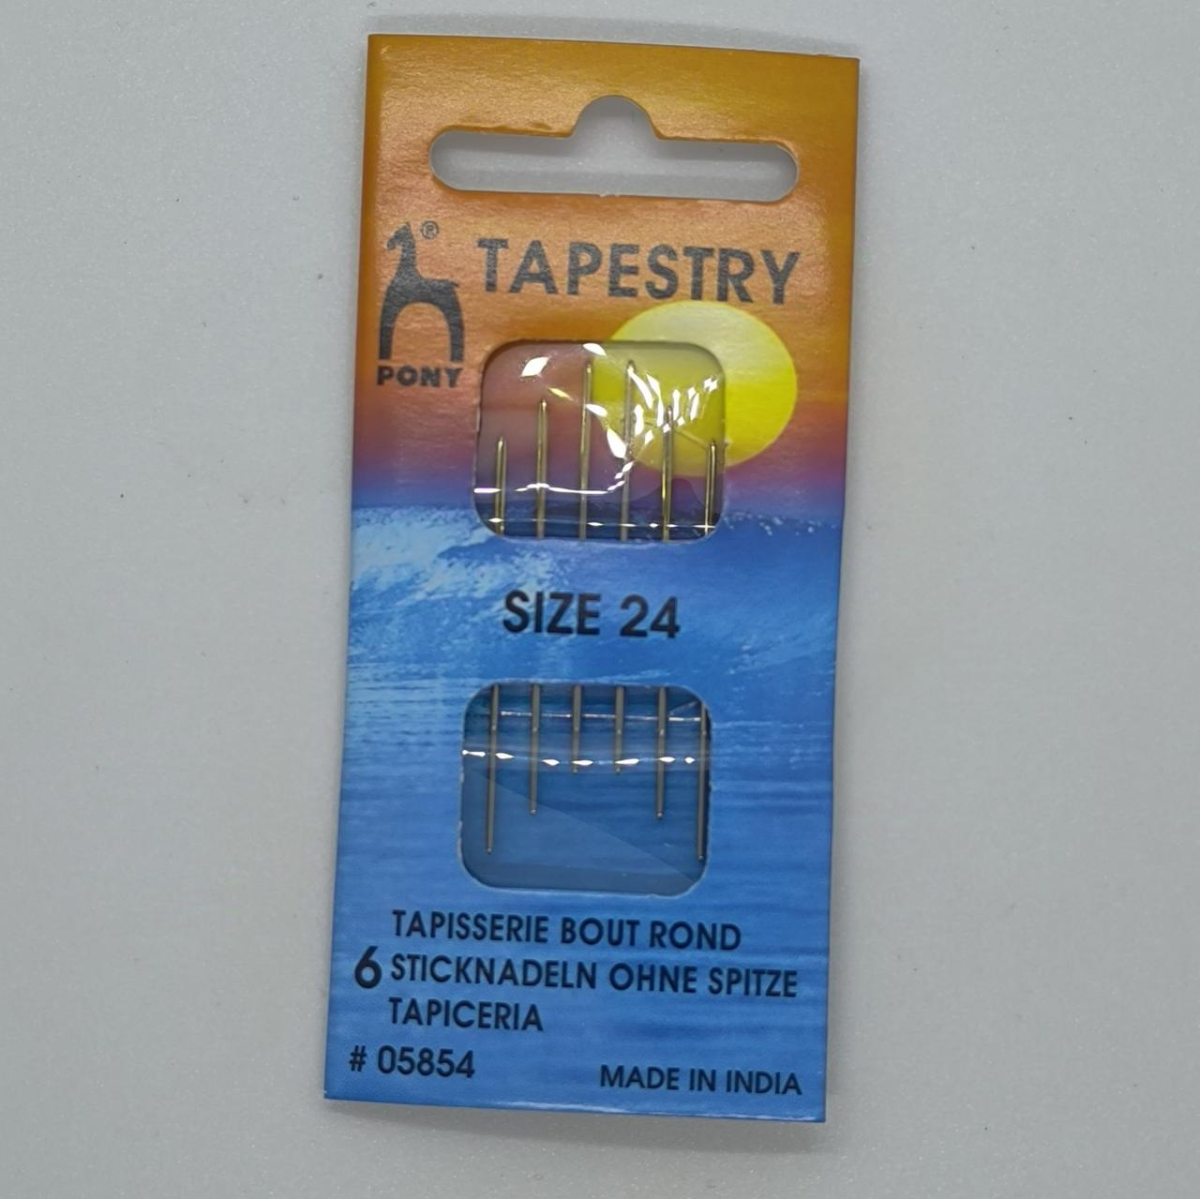 ®
TAPESTRY
PONY
SIZE 24
TAPISSERIE BOUT ROND
6 STICKNADELN OHNE SPITZE
TAPICERIA
# 05854
MADE IN INDIA